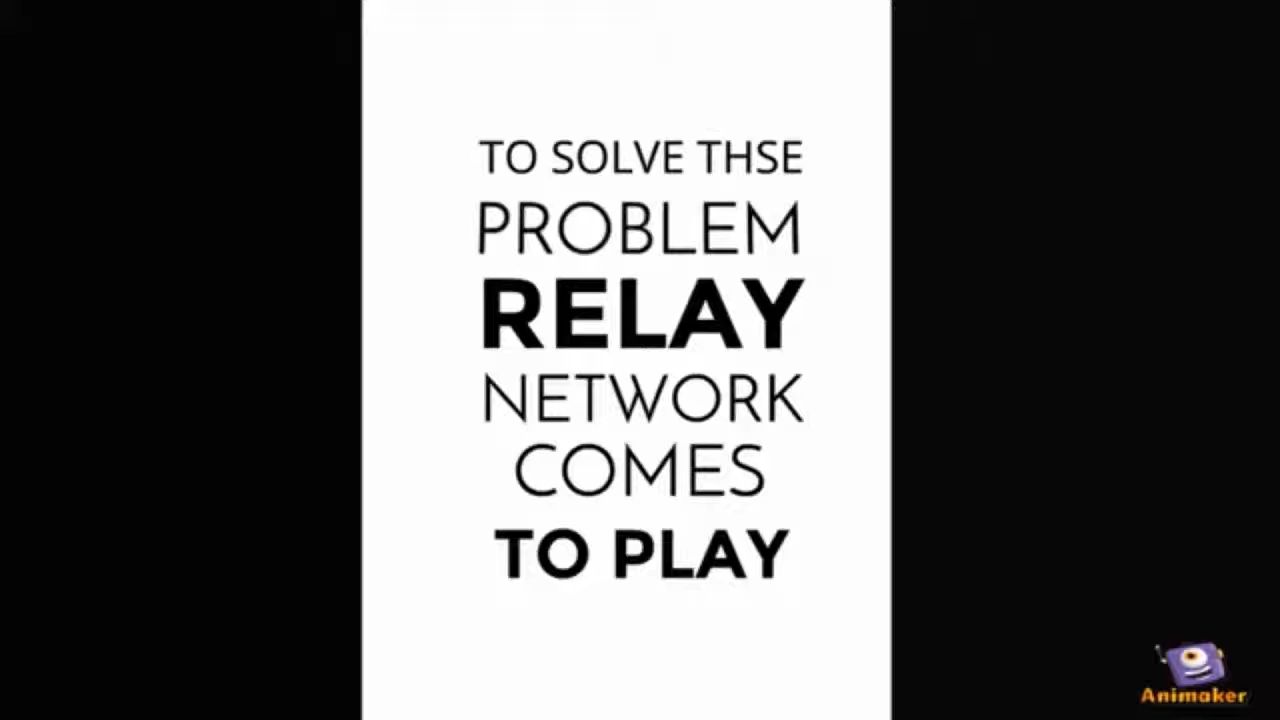 TO SOLVE THSE
PROBLEM
RELAY
NETWORK
COMES
TO PLAY
Animaker